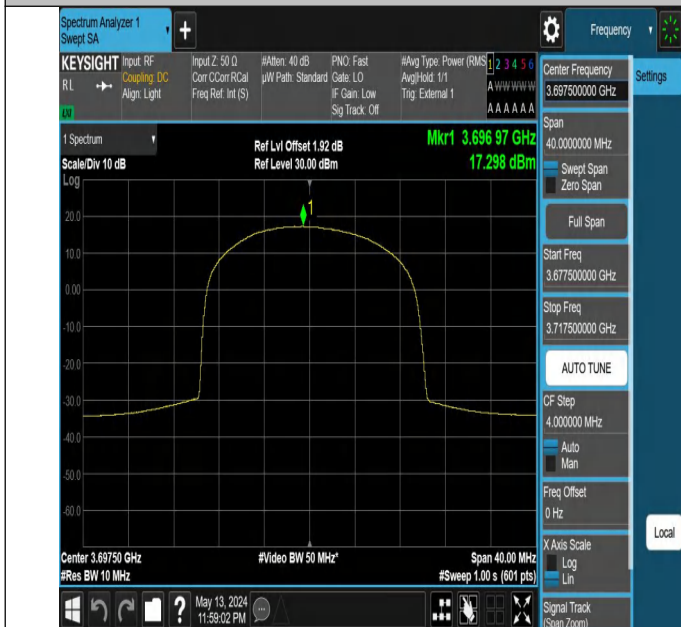 Spectrum Analyzer 1
Swept SA
Frequency
KEYSIGHT
RL
Input: RF
Coupling: DC
Align: Light
Input Z: 50 Ω
Corr CCorr RCal
Freq Ref: Int (S)
#Atten: 40 dB
µW Path: Standard
PNO: Fast
Gate: LO
IF Gain: Low
Sig Track: Off
#Avg Type: Power (RMS
Avg|Hold: 1/1
Trig: External 1
1 2 3 4 5 6
A W W W W W
A A A A A A
1 Spectrum
Scale/Div 10 dB
Log
Ref Lvl Offset 1.92 dB
Ref Level 30.00 dBm
Mkr1 3.696 97 GHz
17.298 dBm
1
20.0
10.0
0.00
-10.0
-20.0
-30.0
-40.0
-50.0
-60.0
Center 3.69750 GHz
#Res BW 10 MHz
#Video BW 50 MHz*
Span 40.00 MHz
#Sweep 1.00 s (601 pts)
?
May 13, 2024
11:59:02 PM
Center Frequency
3.697500000 GHz
Span
40.0000000 MHz
Swept Span
Zero Span
Full Span
Start Freq
3.677500000 GHz
Stop Freq
3.717500000 GHz
AUTO TUNE
CF Step
4.000000 MHz
Auto
Man
Freq Offset
0 Hz
X Axis Scale
Log
Lin
Signal Track
(Span Zoom)
Settings
Local